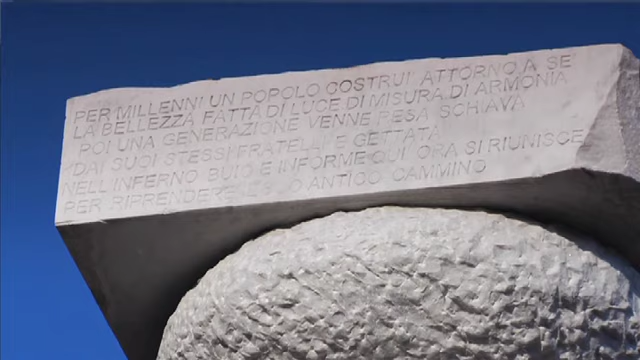 PER MILLENNI UN POPOLO COSTRUI' ATTORNO A SE'
LA BELLEZZA FATTA DI LUCE DI MISURA DI ARMONIA
POI UNA GENERAZIONE VENNE RESA SCHIAVA
DAI SUOI STESSI FRATELLI E GETTATA
NELL'INFERNO BUIO E INFORME QUI ORA SI RIUNISCE
PER RIPRENDERE ANTICO CAMMINO